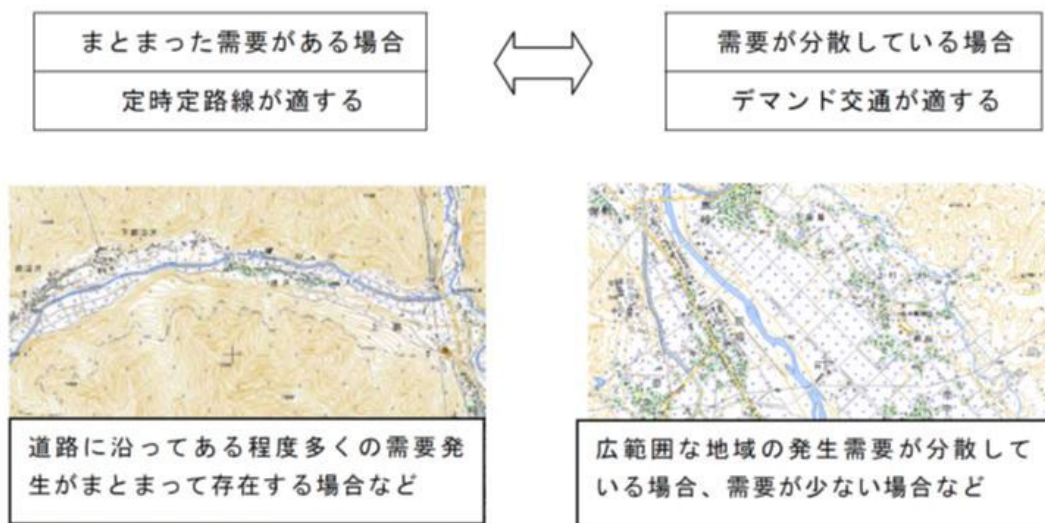 まとまった需要がある場合
定時定路線が適する
需要が分散している場合
デマンド交通が適する
道路に沿ってある程度多くの需要発
生がまとまって存在する場合など
広範囲な地域の発生需要が分散して
いる場合、需要が少ない場合など